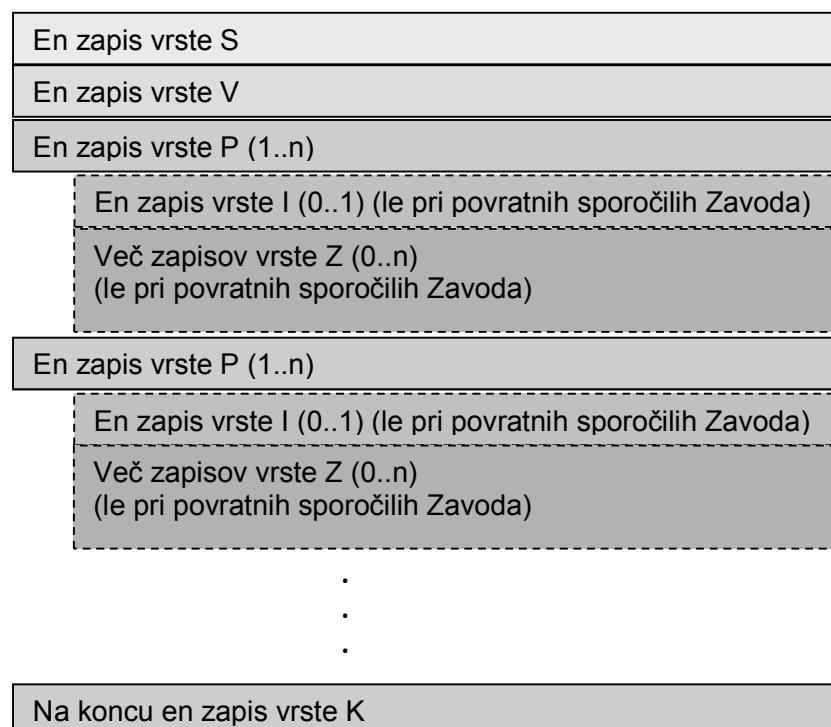 En zapis vrste S
En zapis vrste V
En zapis vrste P (1..n)
En zapis vrste I (0..1) (le pri povratnih sporočilih Zavoda)
Več zapisov vrste Z (0..n)
(le pri povratnih sporočilih Zavoda)
En zapis vrste P (1..n)
En zapis vrste I (0..1) (le pri povratnih sporočilih Zavoda)
Več zapisov vrste Z (0..n)
(le pri povratnih sporočilih Zavoda)
.
.
.
Na koncu en zapis vrste K